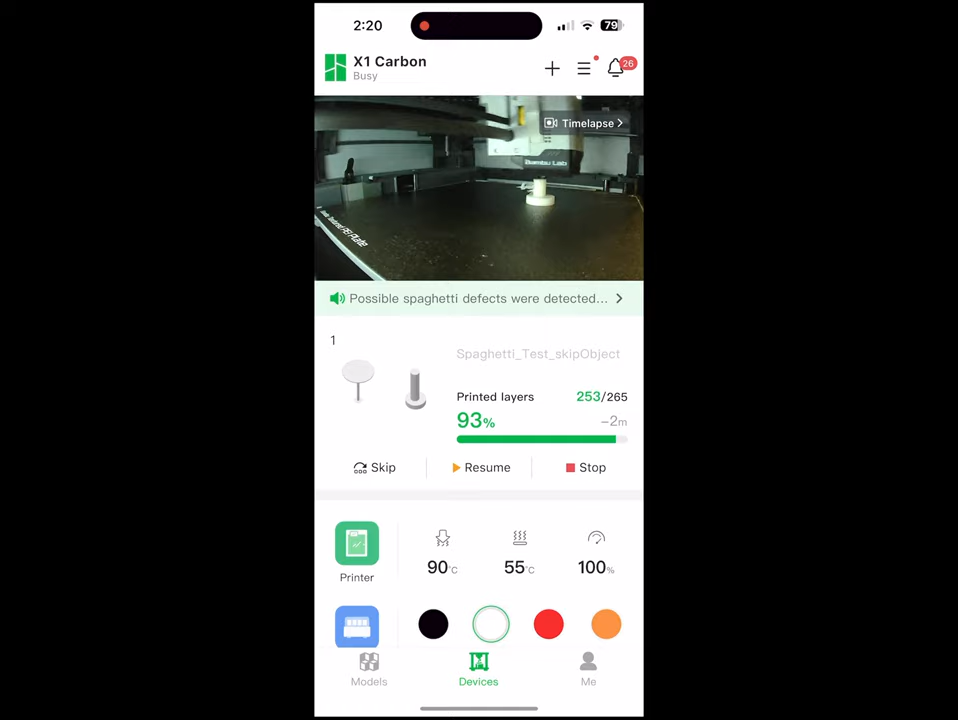 2:20
79
X1 Carbon
Busy
26
Timelapse
Bambu Lab
Possible spaghetti defects were detected...
1
Spaghetti_Test_skipObject
Printed layers 253/265
93% -2m
Skip Resume Stop
90°C 55°C 100%
Printer
Models Devices Me